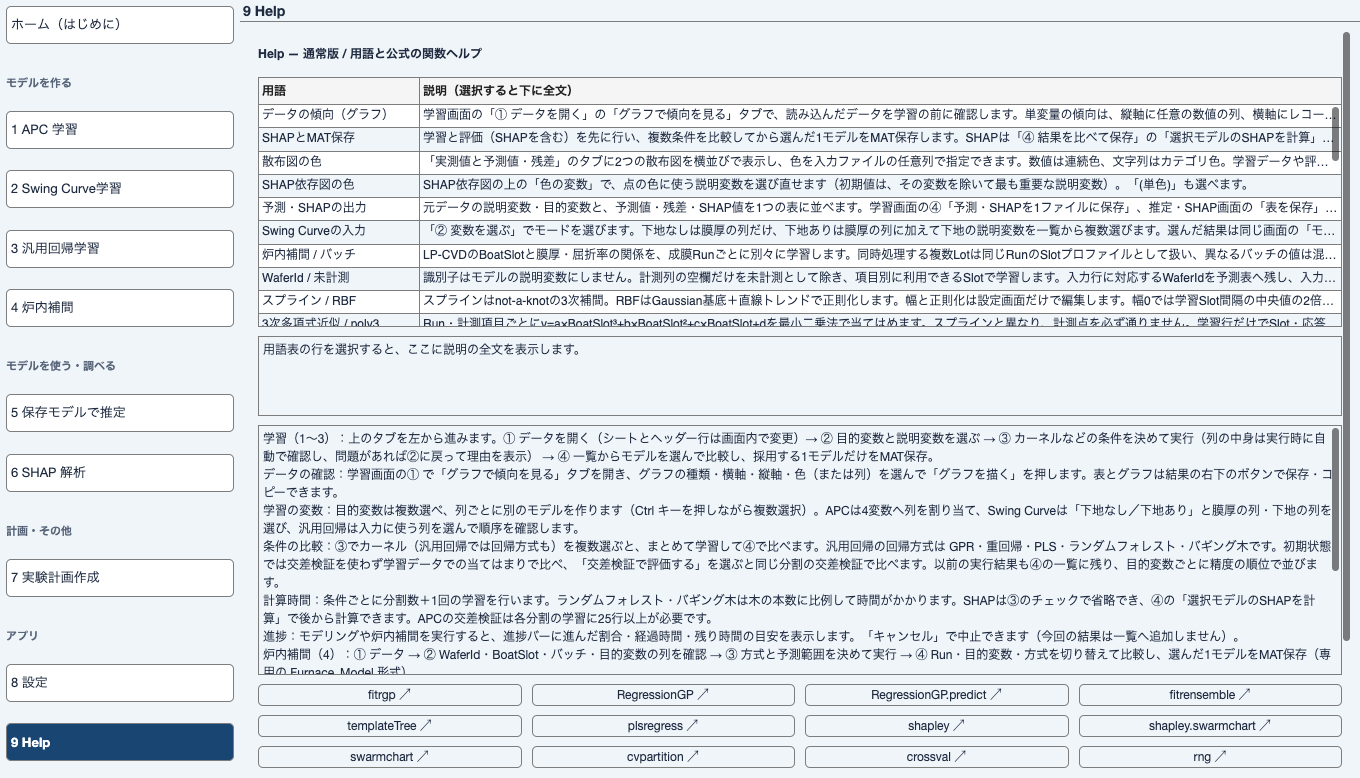 ホーム（はじめに）
モデルを作る
1 APC 学習
2 Swing Curve学習
3 汎用回帰学習
4 炉内補間
モデルを使う・調べる
5 保存モデルで推定
6 SHAP 解析
計画・その他
7 実験計画作成
アプリ
8 設定
9 Help
9 Help
Help — 通常版 / 用語と公式の関数ヘルプ
用語 説明（選択すると下に全文）
データの傾向（グラフ） 学習画面の「① データを開く」の「グラフで傾向を見る」タブで、読み込んだデータを学習の前に確認します。単変量の傾向は、縦軸に任意の数値の列、横軸にレコー…
SHAPとMAT保存 学習と評価（SHAPを含む）を先に行い、複数条件を比較してから選んだ1モデルをMAT保存します。SHAPは「④ 結果を比べて保存」の「選択モデルのSHAPを計算」…
散布図の色 「実測値と予測値・残差」のタブに2つの散布図を横並びで表示し、色を入力ファイルの任意列で指定できます。数値は連続色、文字列はカテゴリ色。学習データや評…
SHAP依存図の色 SHAP依存図の上の「色の変数」で、点の色に使う説明変数を選び直せます（初期値は、その変数を除いて最も重要な説明変数）。「(単色)」も選べます。
予測・SHAPの出力 元データの説明変数・目的変数と、予測値・残差・SHAP値を1つの表に並べます。学習画面の④「予測・SHAPを1ファイルに保存」、推定・SHAP画面の「表を保存」…
Swing Curveの入力 「② 変数を選ぶ」でモードを選びます。下地なしは膜厚の列だけ、下地ありは膜厚の列に加えて下地の説明変数を一覧から複数選びます。選んだ結果は同じ画面の「モ…
炉内補間 / バッチ LP-CVDのBoatSlotと膜厚・屈折率の関係を、成膜Runごとに別々に学習します。同時処理する複数Lotは同じRunのSlotプロファイルとして扱い、異なるバッチの値は混…
WaferId / 未計測 識別子はモデルの説明変数にしません。計測列の空欄だけを未計測として除き、項目別に利用できるSlotで学習します。入力行に対応するWaferIdを予測表へ残し、入力…
スプライン / RBF スプラインはnot-a-knotの3次補間。RBFはGaussian基底＋直線トレンドで正則化します。幅と正則化は設定画面だけで編集します。幅0では学習Slot間隔の中央値の2倍…
3次多項式近似 / poly3 Run・計測項目ごとにy=a×BoatSlot³+b×BoatSlot²+c×BoatSlot+dを最小二乗法で当てはめます。スプラインと異なり、計測点を必ず通りません。学習行だけでSlot・応答
用語表の行を選択すると、ここに説明の全文を表示します。
学習（1〜3）：上のタブを左から進みます。① データを開く（シートとヘッダー行は画面内で変更）→ ② 目的変数と説明変数を選ぶ → ③ カーネルなどの条件を決めて実行（列の中身は実行時に自
動で確認し、問題があれば②に戻って理由を表示）→ ④ 一覧からモデルを選んで比較し、採用する1モデルだけをMAT保存。
データの確認：学習画面の① で「グラフで傾向を見る」タブを開き、グラフの種類・横軸・縦軸・色（または列）を選んで「グラフを描く」を押します。表とグラフは結果の右下のボタンで保存・コ
ピーできます。
学習の変数：目的変数は複数選べ、列ごとに別のモデルを作ります（Ctrl キーを押しながら複数選択）。APCは4変数へ列を割り当て、Swing Curveは「下地なし／下地あり」と膜厚の列・下地の列を
選び、汎用回帰は入力に使う列を選んで順序を確認します。
条件の比較：③でカーネル（汎用回帰では回帰方式も）を複数選ぶと、まとめて学習して④で比べます。汎用回帰の回帰方式は GPR・重回帰・PLS・ランダムフォレスト・バギング木です。初期状態
では交差検証を使わず学習データでの当てはまりで比べ、「交差検証で評価する」を選ぶと同じ分割の交差検証で比べます。以前の実行結果も④の一覧に残り、目的変数ごとに精度の順位で並びま
す。
計算時間：条件ごとに分割数＋1回の学習を行います。ランダムフォレスト・バギング木は木の本数に比例して時間がかかります。SHAPは③のチェックで省略でき、④の「選択モデルのSHAPを計
算」で後から計算できます。APCの交差検証は各分割の学習に25行以上が必要です。
進捗：モデリングや炉内補間を実行すると、進捗バーに進んだ割合・経過時間・残り時間の目安を表示します。「キャンセル」で中止できます（今回の結果は一覧へ追加しません）。
炉内補間（4）：① データ → ② WaferId・BoatSlot・バッチ・目的変数の列を確認 → ③ 方式と予測範囲を決めて実行 → ④ Run・目的変数・方式を切り替えて比較し、選んだ1モデルをMAT保存（専
用の Furnace_Model 形式）
fitrgp ↗ RegressionGP ↗ RegressionGP.predict ↗ fitrensemble ↗
templateTree ↗ plsregress ↗ shapley ↗ shapley.swarmchart ↗
swarmchart ↗ cvpartition ↗ crossval ↗ rng ↗